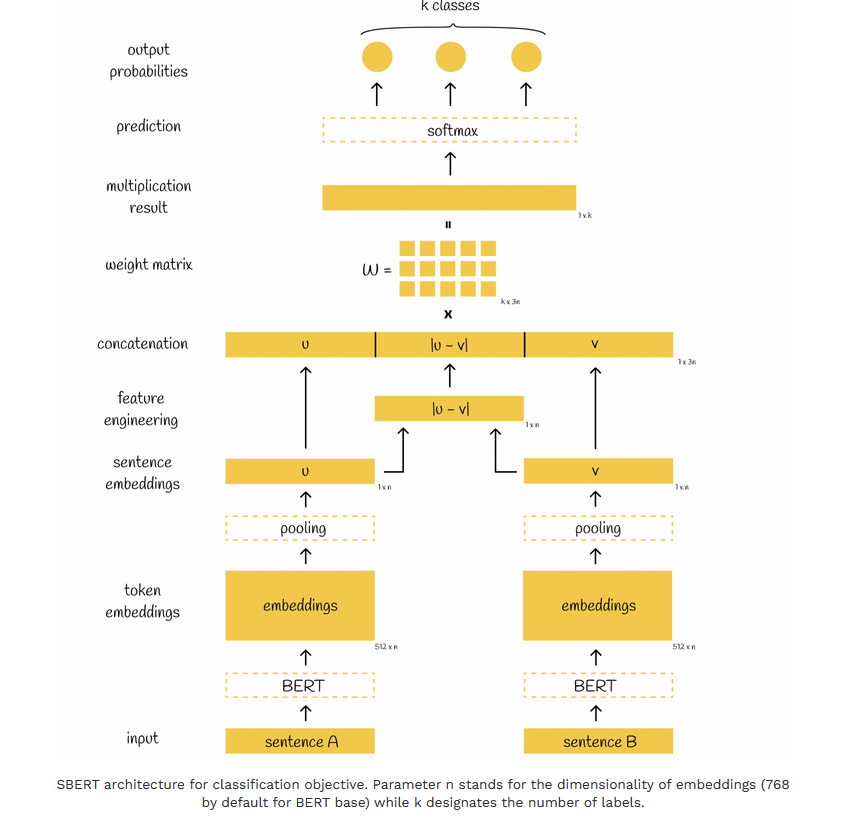 k classes
output
probabilities
prediction
softmax
multiplication
result
1 x k
=
weight matrix
W =
k x 3n
x
concatenation
u
|u - v|
v
1 x 3n
feature
engineering
|u - v|
1 x n
sentence
embeddings
u
1 x n
v
1 x n
pooling
pooling
token
embeddings
embeddings
512 x n
embeddings
512 x n
BERT
BERT
input
sentence A
sentence B
SBERT architecture for classification objective. Parameter n stands for the dimensionality of embeddings (768
by default for BERT base) while k designates the number of labels.